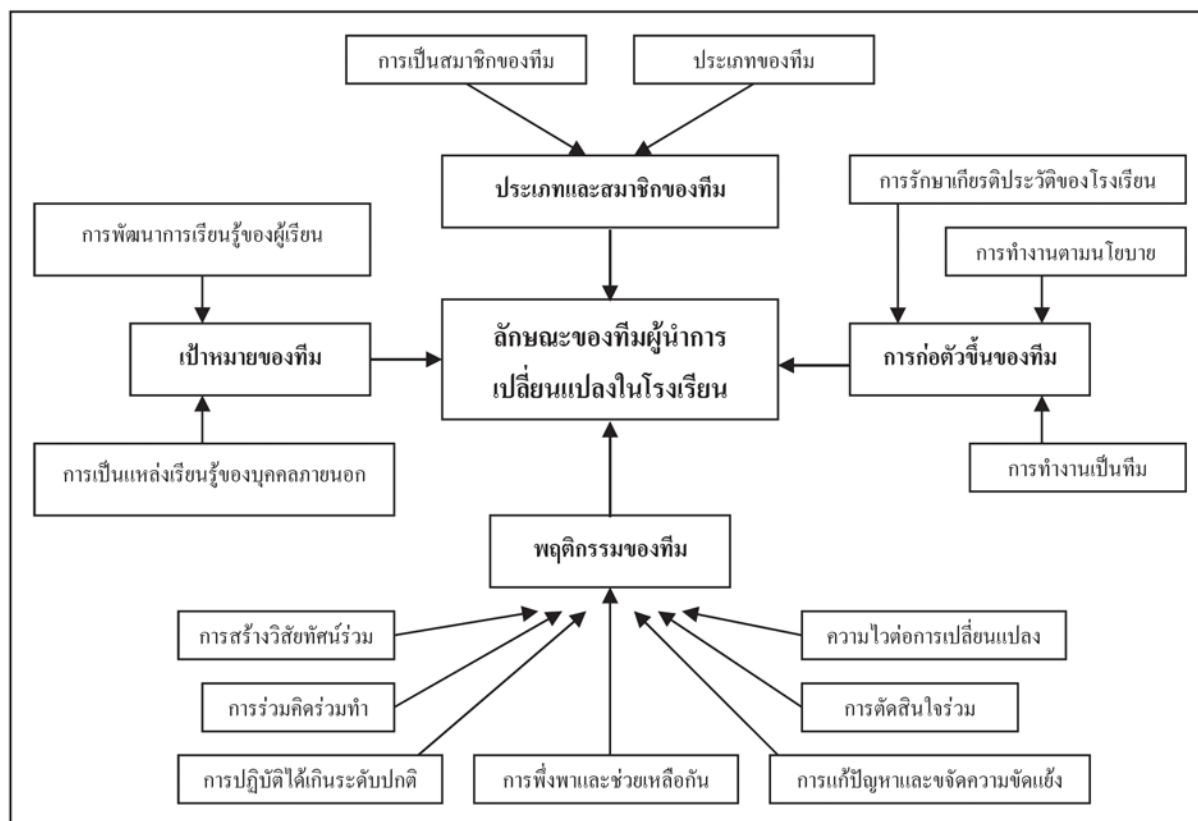 การเป็นสมาชิกของทีม
ประเภทของทีม
ประเภทและสมาชิกของทีม
การรักษาเกียรติประวัติของโรงเรียน
การพัฒนาการเรียนรู้ของผู้เรียน
การทำงานตามนโยบาย
เป้าหมายของทีม
ลักษณะของทีมผู้นำการ
เปลี่ยนแปลงในโรงเรียน
การก่อตัวขึ้นของทีม
การเป็นแหล่งเรียนรู้ของบุคคลภายนอก
การทำงานเป็นทีม
พฤติกรรมของทีม
การสร้างวิสัยทัศน์ร่วม
ความไวต่อการเปลี่ยนแปลง
การร่วมคิดร่วมทำ
การตัดสินใจร่วม
การปฏิบัติได้เกินระดับปกติ
การพึ่งพาและช่วยเหลือกัน
การแก้ปัญหาและขจัดความขัดแย้ง